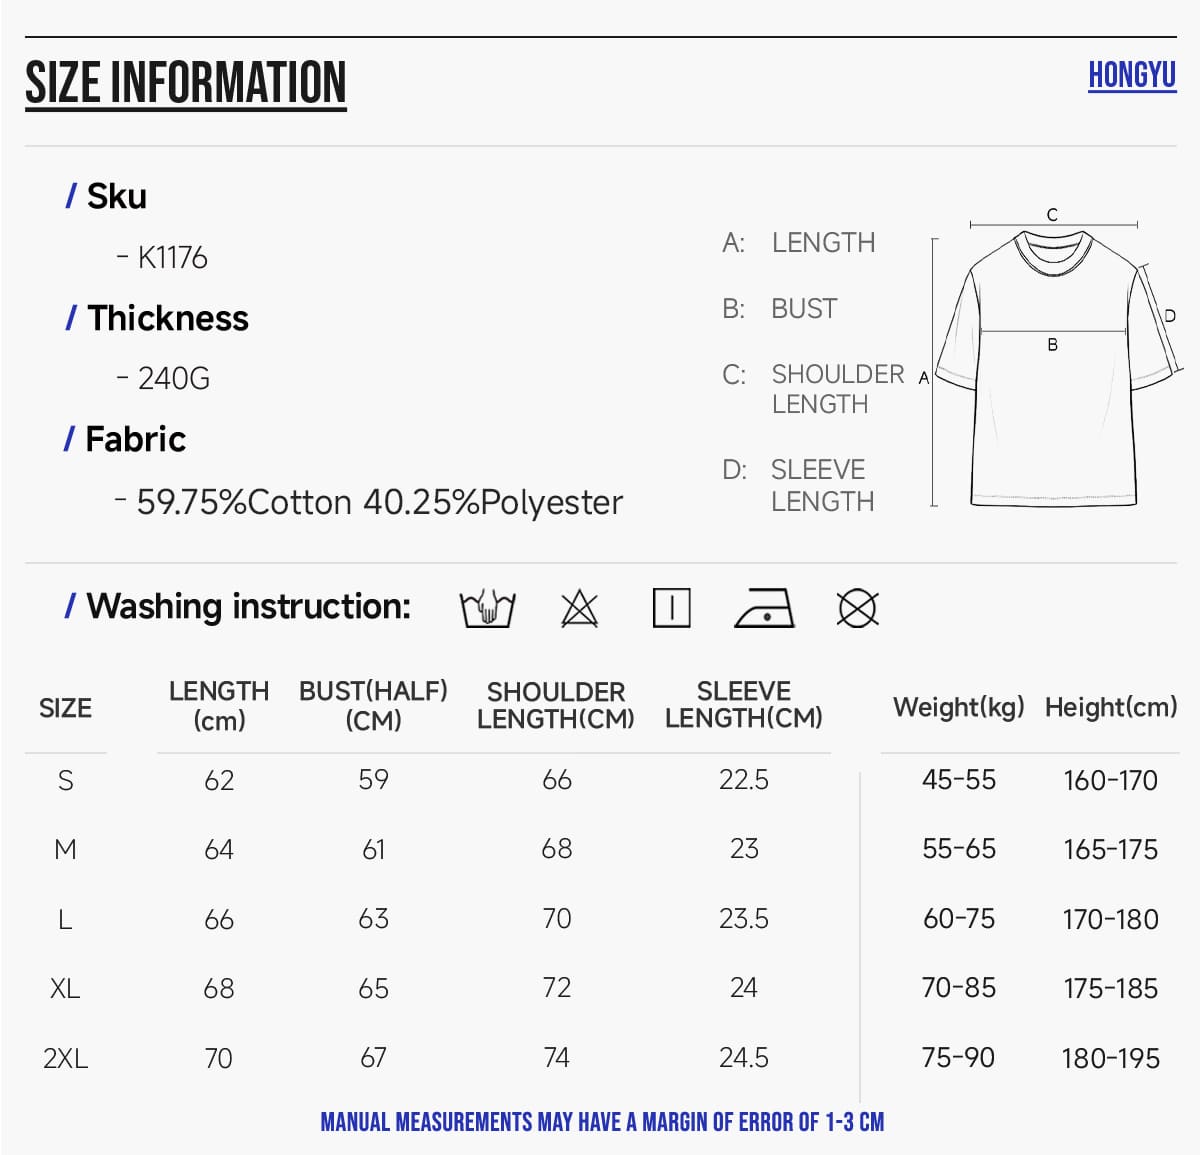 SIZE INFORMATION
HONGYU
/ Sku
- K1176
/ Thickness
- 240G
/ Fabric
- 59.75%Cotton 40.25%Polyester
A: LENGTH
B: BUST
C: SHOULDER
LENGTH
D: SLEEVE
LENGTH
C
D
B
A
/ Washing instruction:
SIZE LENGTH (cm) BUST(HALF) (CM) SHOULDER LENGTH(CM) SLEEVE LENGTH(CM) Weight(kg) Height(cm)
S 62 59 66 22.5 45-55 160-170
M 64 61 68 23 55-65 165-175
L 66 63 70 23.5 60-75 170-180
XL 68 65 72 24 70-85 175-185
2XL 70 67 74 24.5 75-90 180-195
MANUAL MEASUREMENTS MAY HAVE A MARGIN OF ERROR OF 1-3 CM